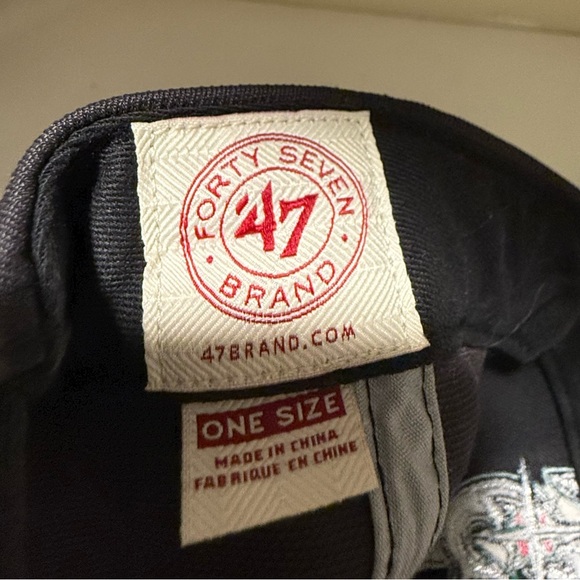 FORTY SEVEN
'47
BRAND
47BRAND.COM
ONE SIZE
MADE IN CHINA
FABRIQUE EN CHINE